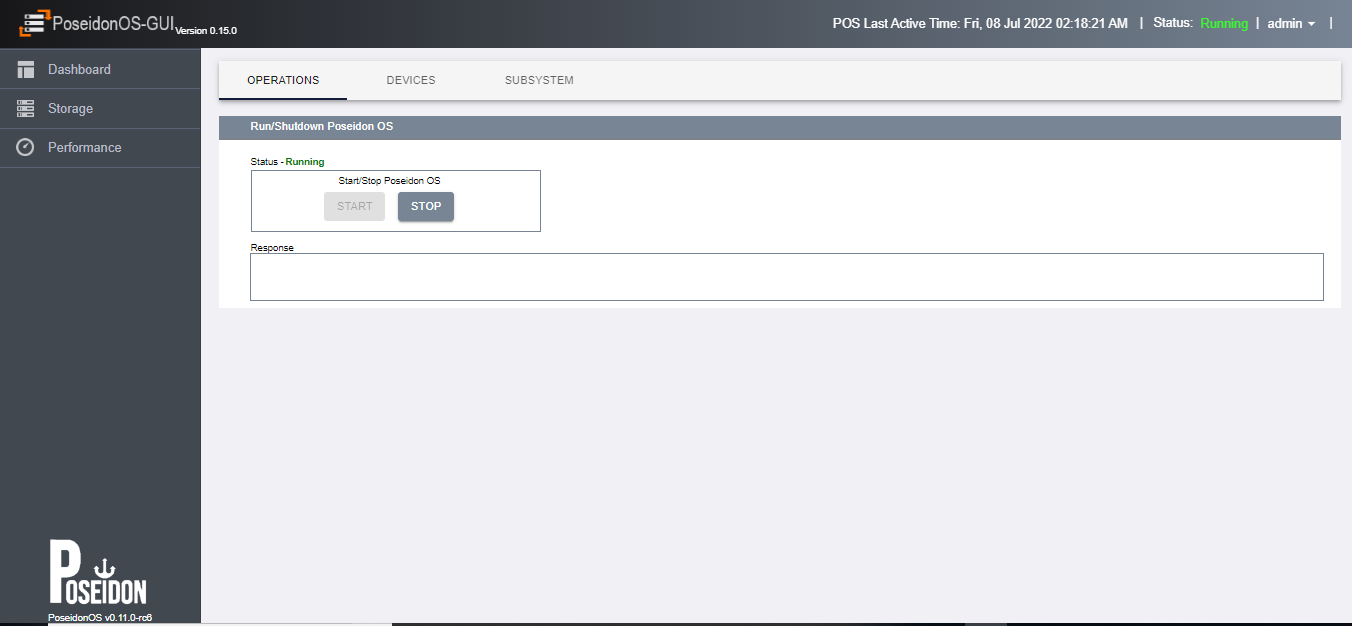 PoseidonOS-GUI Version 0.15.0
POS Last Active Time: Fri, 08 Jul 2022 02:18:21 AM | Status: Running | admin |
Dashboard
Storage
Performance
OPERATIONS DEVICES SUBSYSTEM
Run/Shutdown Poseidon OS
Status - Running
Start/Stop Poseidon OS
START STOP
Response
POSEIDON
PoseidonOS v0.11.0-rc6